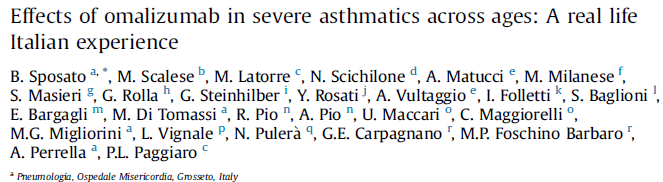 Effects of omalizumab in severe asthmatics across ages: A real life
Italian experience
B. Sposato a, *, M. Scalese b, M. Latorre c, N. Scichilone d, A. Matucci e, M. Milanese f,
S. Masieri g, G. Rolla h, G. Steinhilber i, Y. Rosati j, A. Vultaggio e, I. Folletti k, S. Baglioni l,
E. Bargagli m, M. Di Tomassi a, R. Pio n, A. Pio n, U. Maccari o, C. Maggiorelli o,
M.G. Migliorini a, L. Vignale p, N. Pulerà q, G.E. Carpagnano r, M.P. Foschino Barbaro r,
A. Perrella a, P.L. Paggiaro c
a Pneumologia, Ospedale Misericordia, Grosseto, Italy